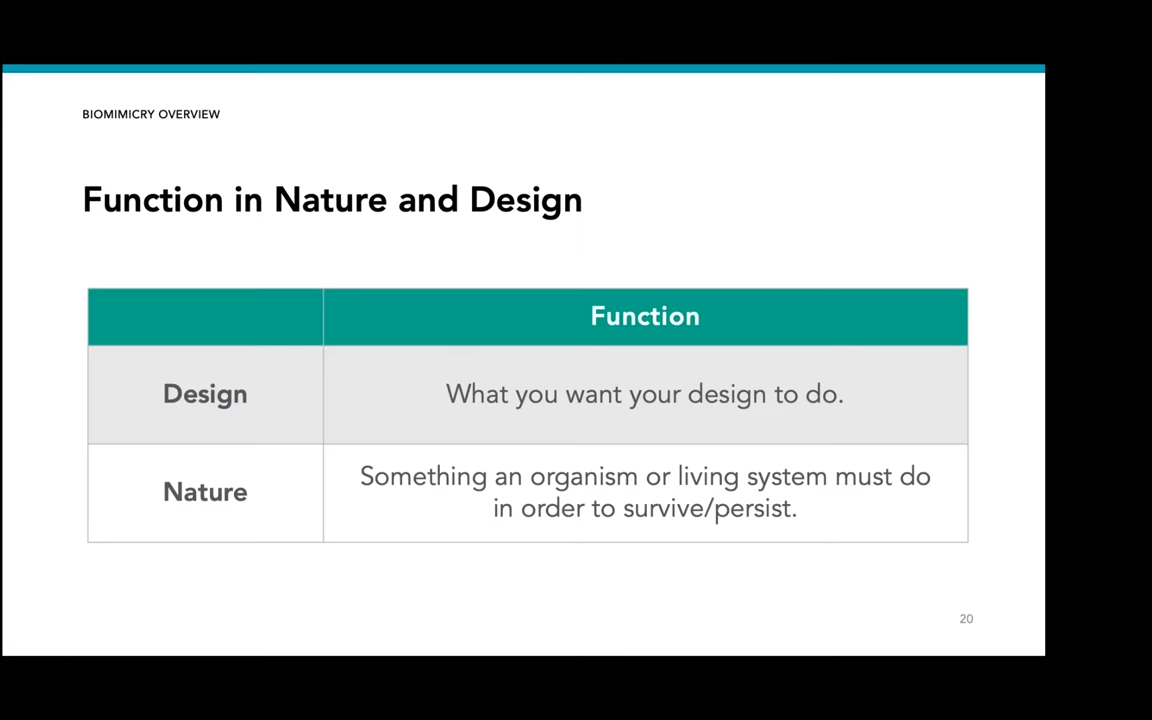 BIOMIMICRY OVERVIEW
Function in Nature and Design
Function
Design
What you want your design to do.
Nature
Something an organism or living system must do
in order to survive/persist.
20